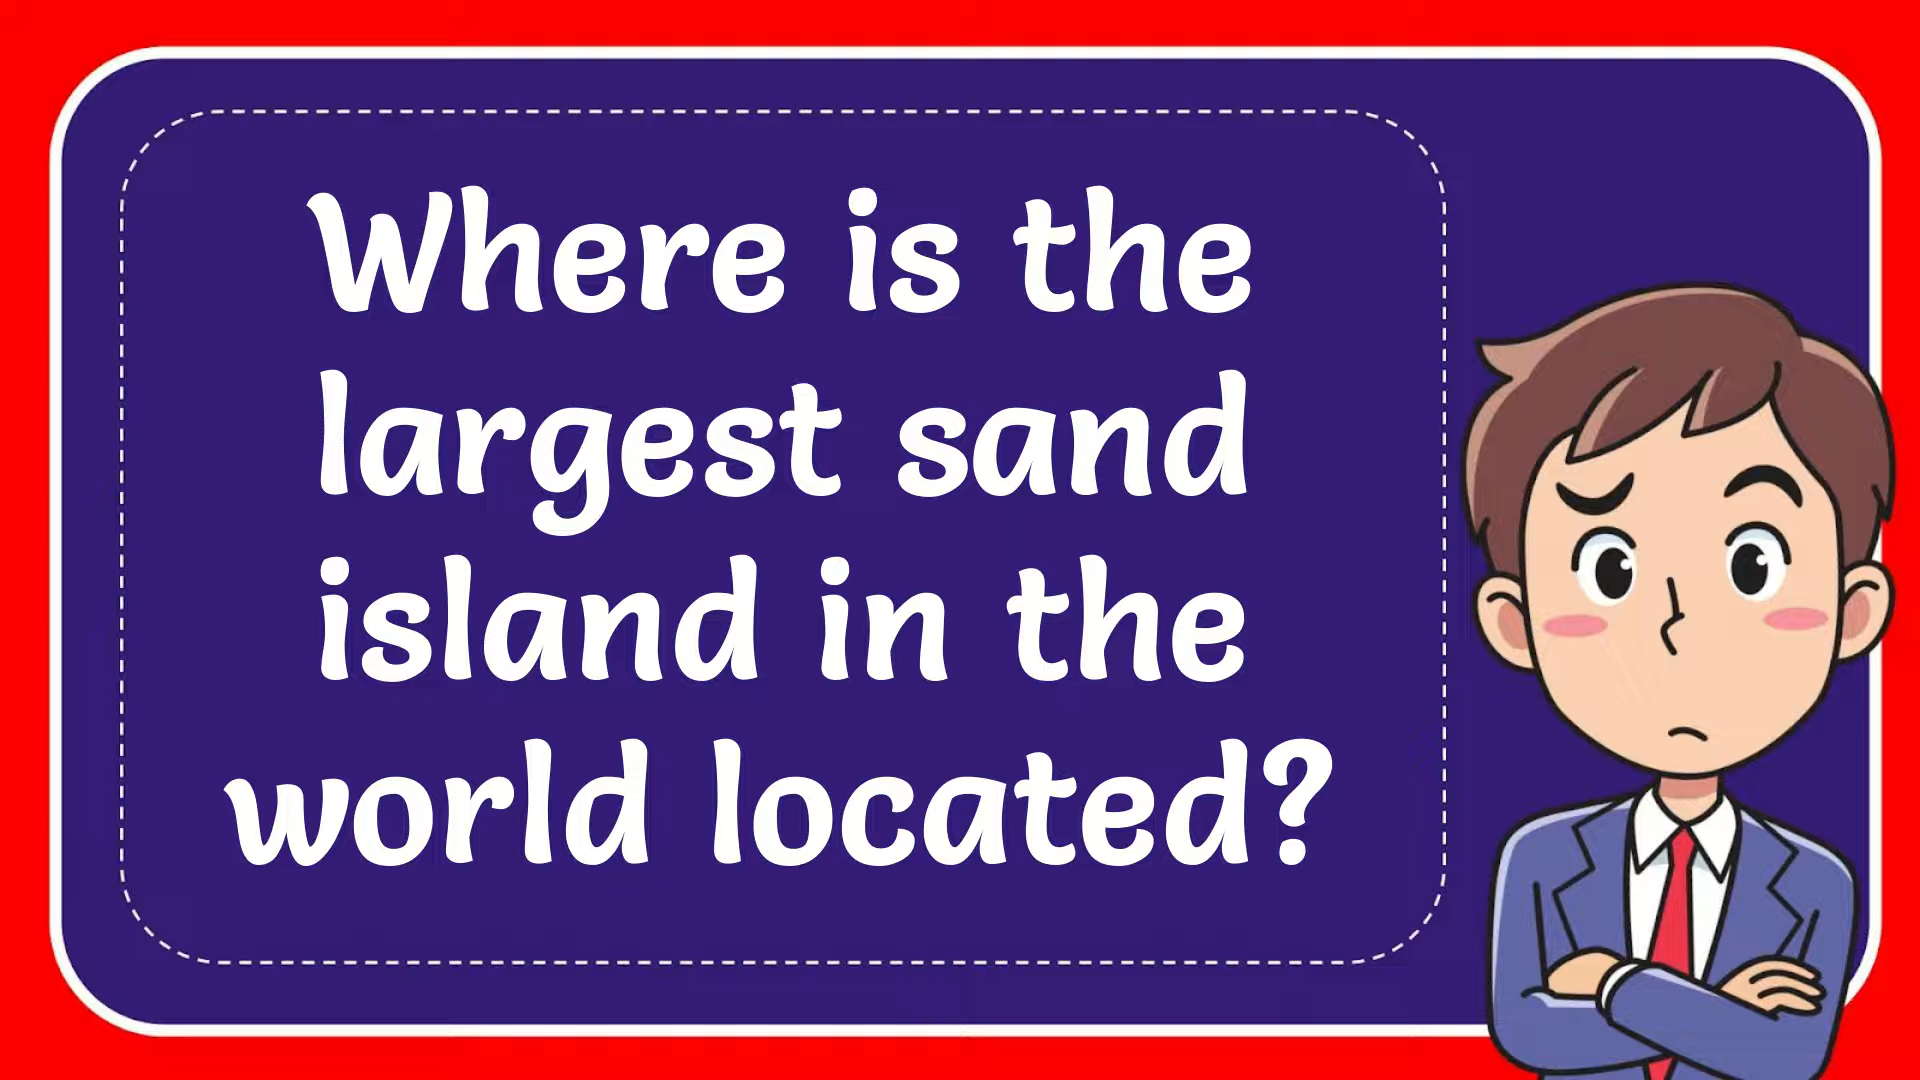 Where is the
largest sand
island in the
world located?